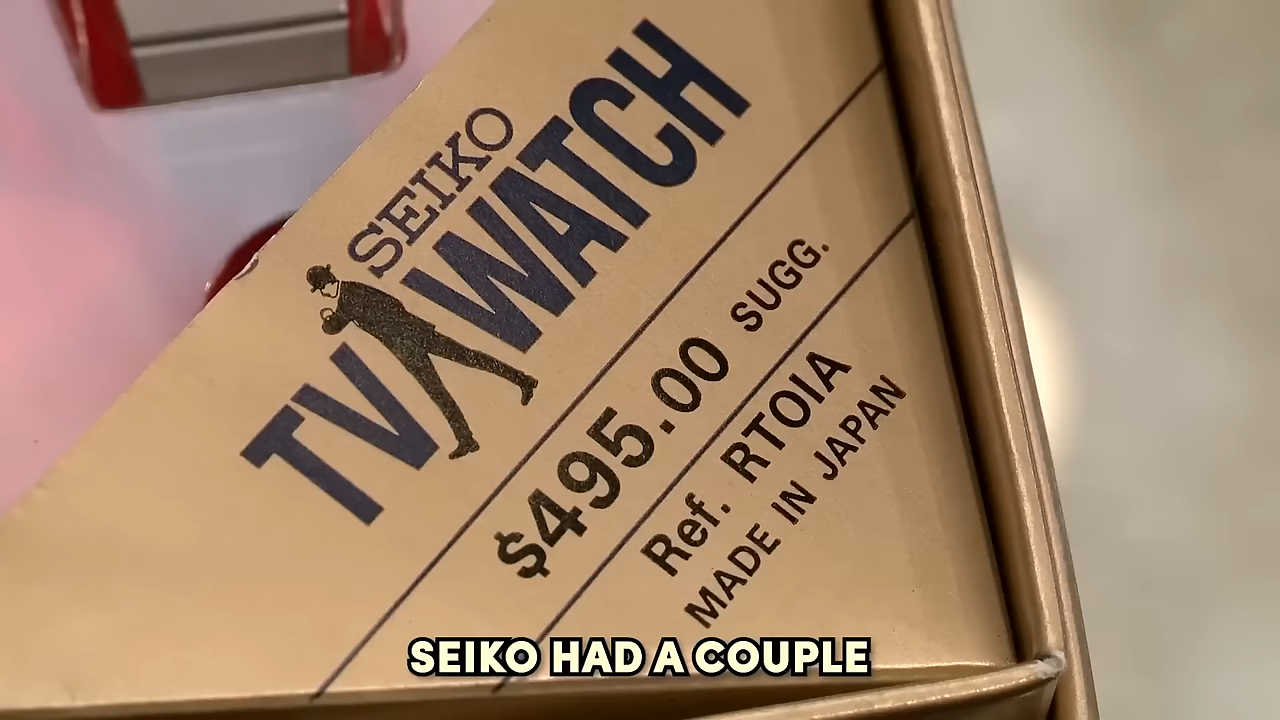 SEIKO
TV WATCH
$495.00 SUGG.
Ref. RTOIA
MADE IN JAPAN
SEIKO HAD A COUPLE